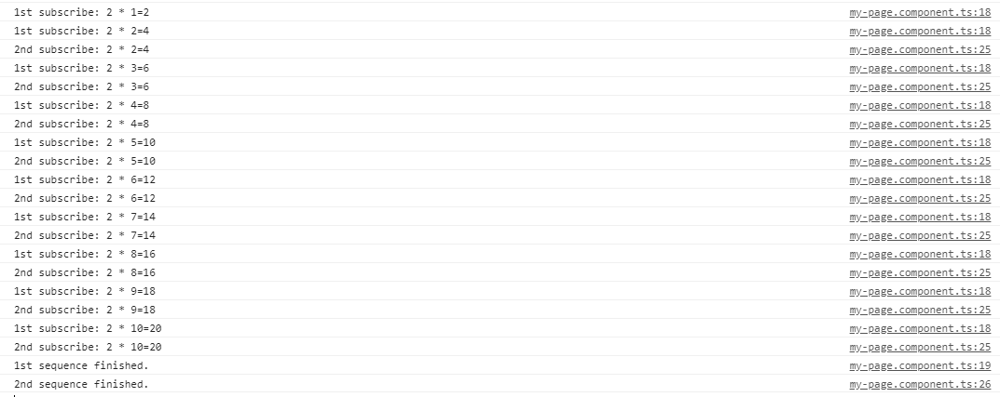 1st subscribe: 2 * 1=2 my-page.component.ts:18
1st subscribe: 2 * 2=4 my-page.component.ts:18
2nd subscribe: 2 * 2=4 my-page.component.ts:25
1st subscribe: 2 * 3=6 my-page.component.ts:18
2nd subscribe: 2 * 3=6 my-page.component.ts:25
1st subscribe: 2 * 4=8 my-page.component.ts:18
2nd subscribe: 2 * 4=8 my-page.component.ts:25
1st subscribe: 2 * 5=10 my-page.component.ts:18
2nd subscribe: 2 * 5=10 my-page.component.ts:25
1st subscribe: 2 * 6=12 my-page.component.ts:18
2nd subscribe: 2 * 6=12 my-page.component.ts:25
1st subscribe: 2 * 7=14 my-page.component.ts:18
2nd subscribe: 2 * 7=14 my-page.component.ts:25
1st subscribe: 2 * 8=16 my-page.component.ts:18
2nd subscribe: 2 * 8=16 my-page.component.ts:25
1st subscribe: 2 * 9=18 my-page.component.ts:18
2nd subscribe: 2 * 9=18 my-page.component.ts:25
1st subscribe: 2 * 10=20 my-page.component.ts:18
2nd subscribe: 2 * 10=20 my-page.component.ts:25
1st sequence finished. my-page.component.ts:19
2nd sequence finished. my-page.component.ts:26